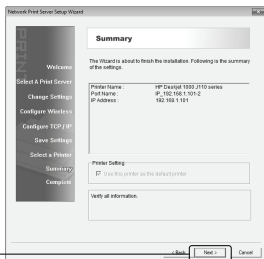 Network Print Server Setup Wizard
PRINT
Welcome
Select A Print Server
Change Settings
Configure Wireless
Configure TCP / IP
Save Settings
Select a Printer
Summary
Complete
Summary
The Wizard is about to finish the installation. Following is the summary
of the settings.
Printer Name : HP Deskjet 1000 J110 series
Port Name : IP_192.168.1.101-2
IP Address : 192.168.1.101
Printer Setting
Use this printer as the default printer
Verify all information.
< Back
Next >
Cancel